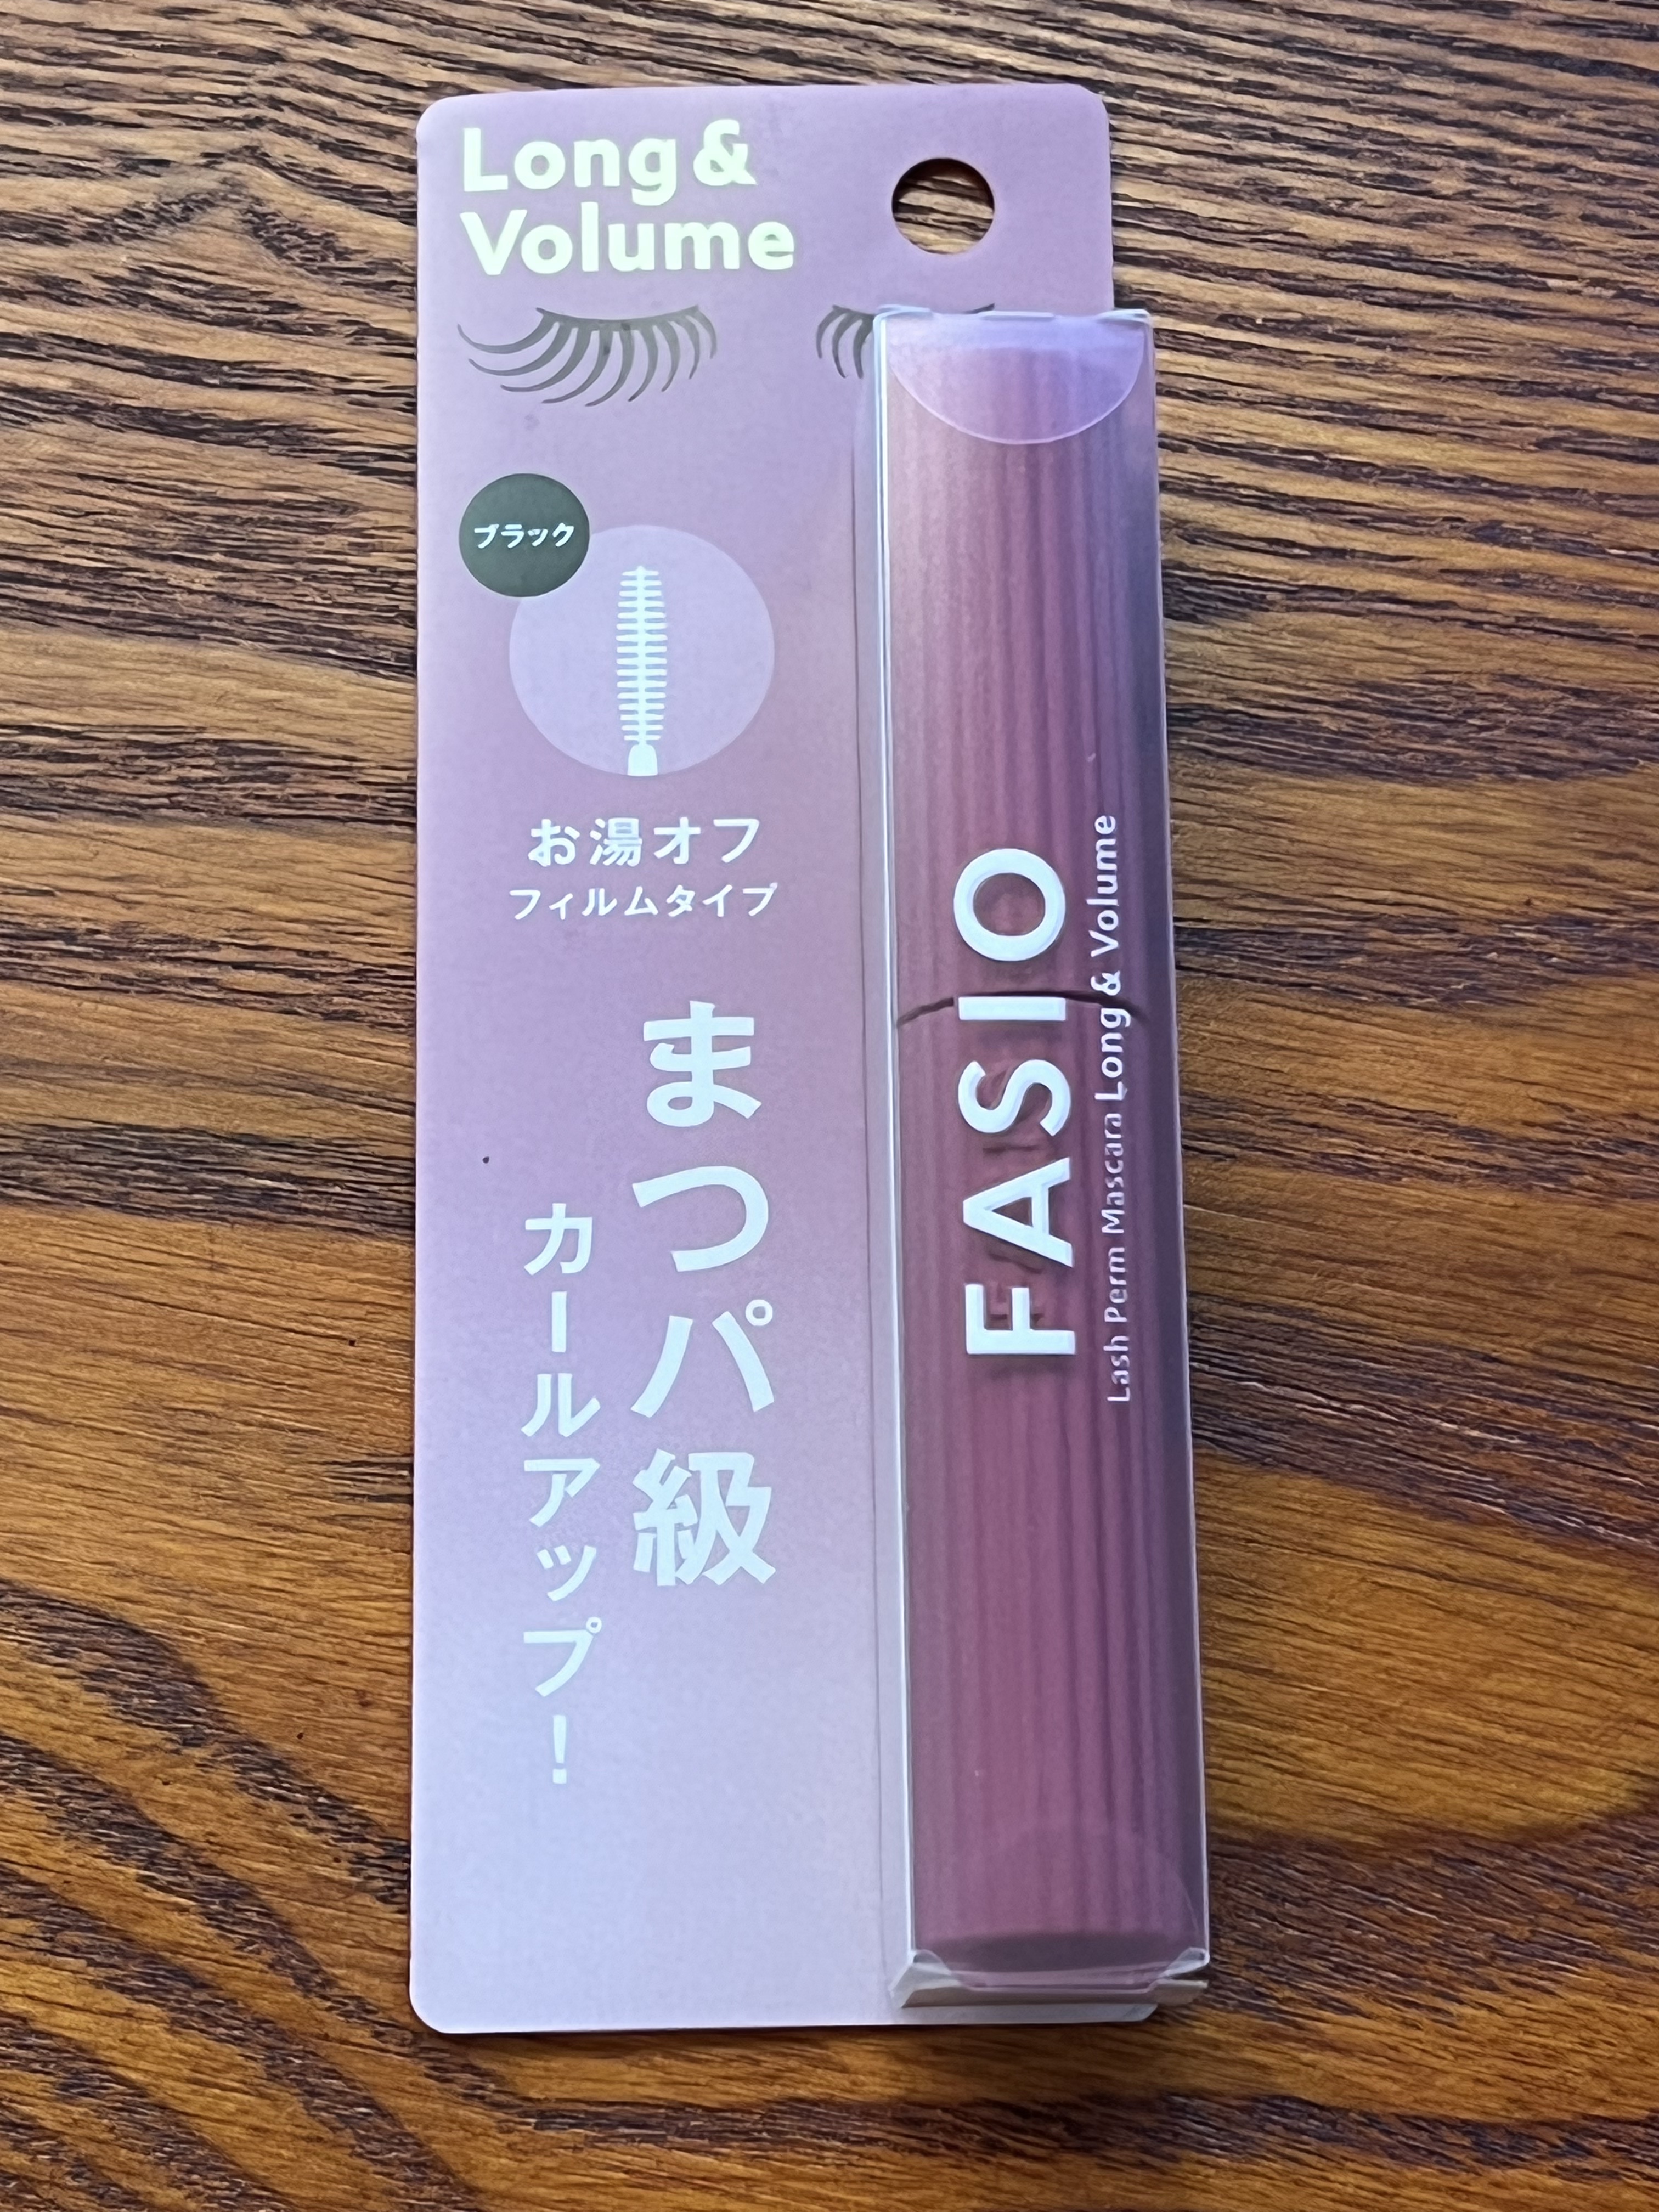 Long &
Volume
ブラック
お湯オフ
フィルムタイプ
まつパ級
カールアップ！
FASIO
Lash Perm Mascara Long & Volume